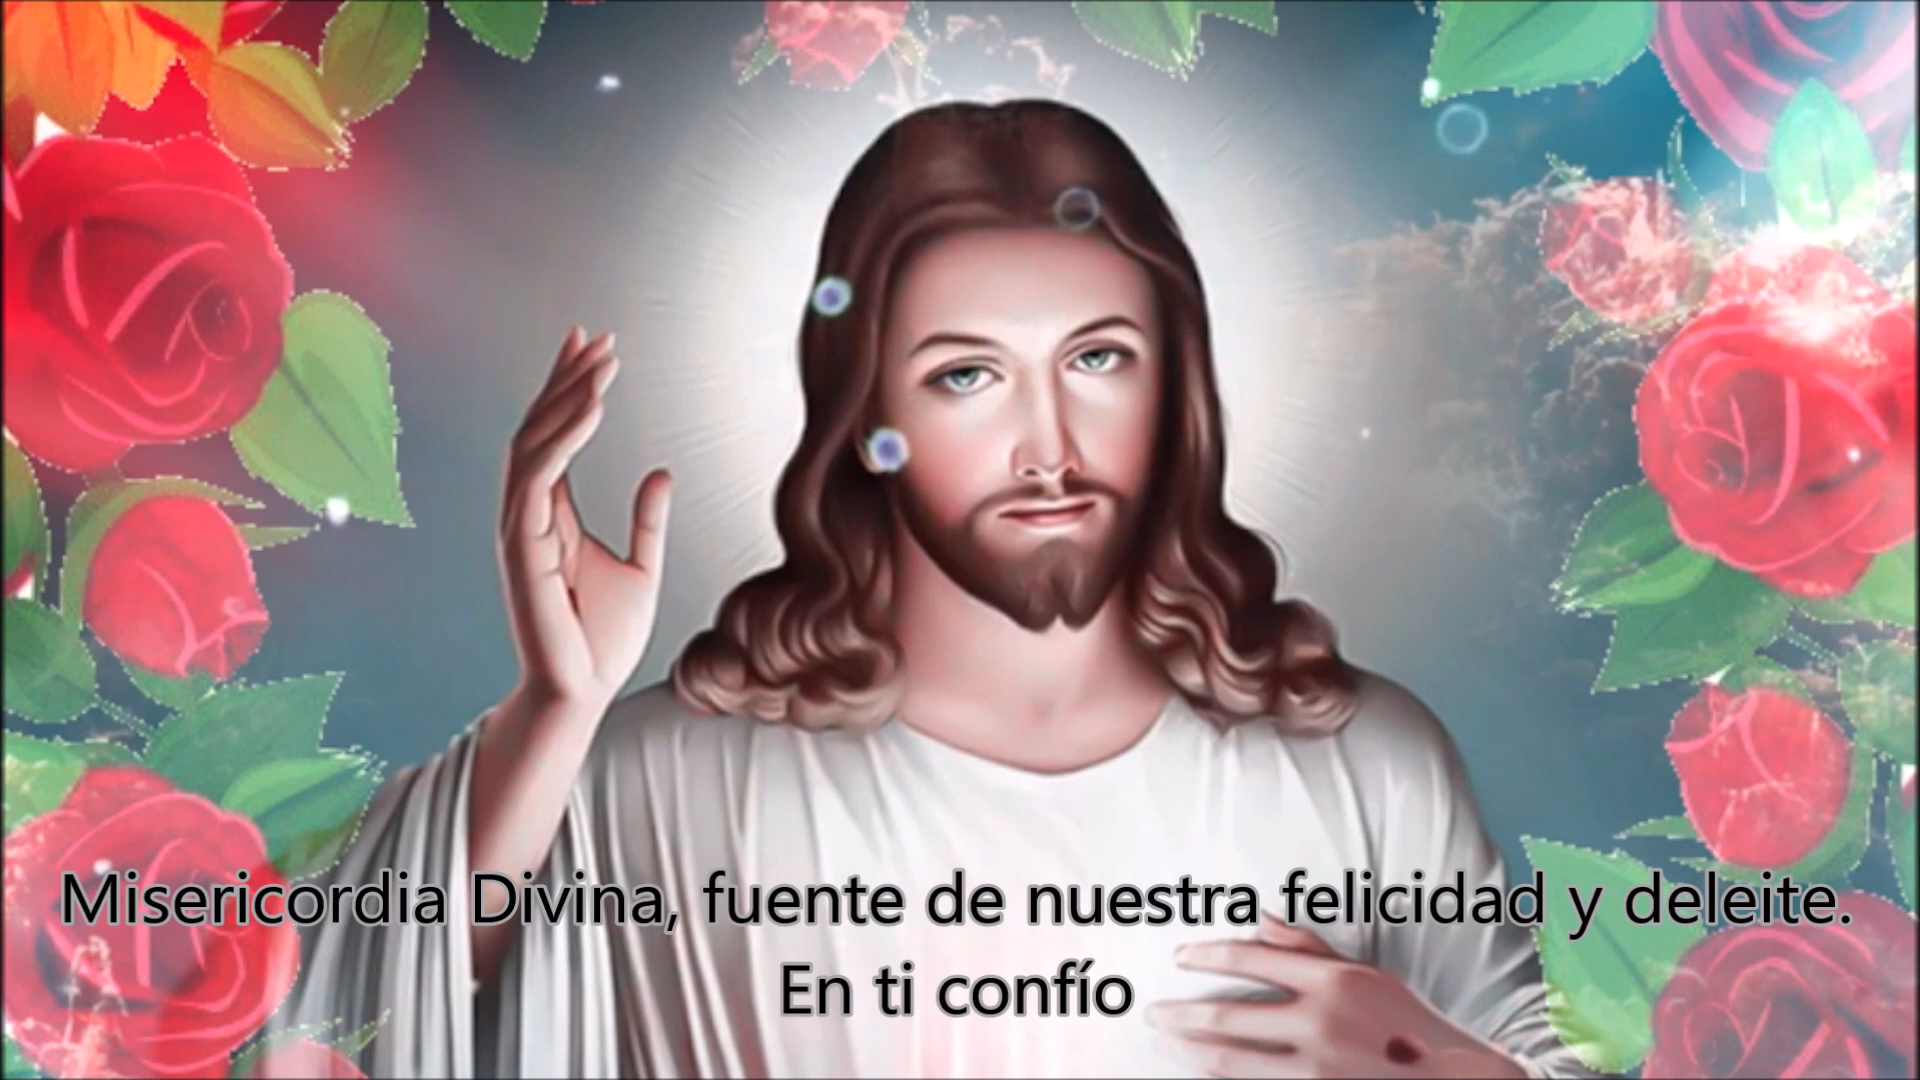 Misericordia Divina, fuente de nuestra felicidad y deleite.
En ti confío